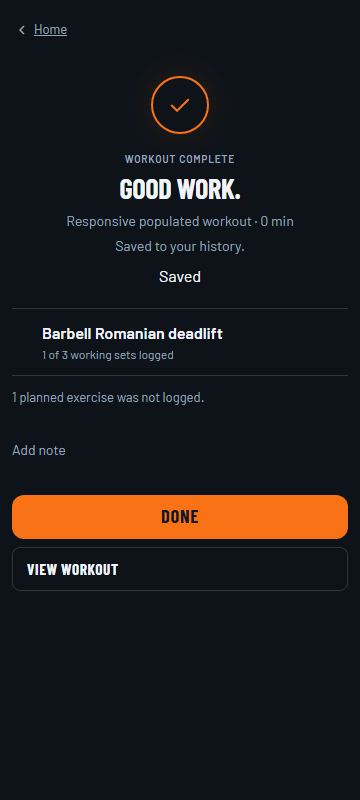 Home
WORKOUT COMPLETE
GOOD WORK.
Responsive populated workout · 0 min
Saved to your history.
Saved
Barbell Romanian deadlift
1 of 3 working sets logged
1 planned exercise was not logged.
Add note
DONE
VIEW WORKOUT